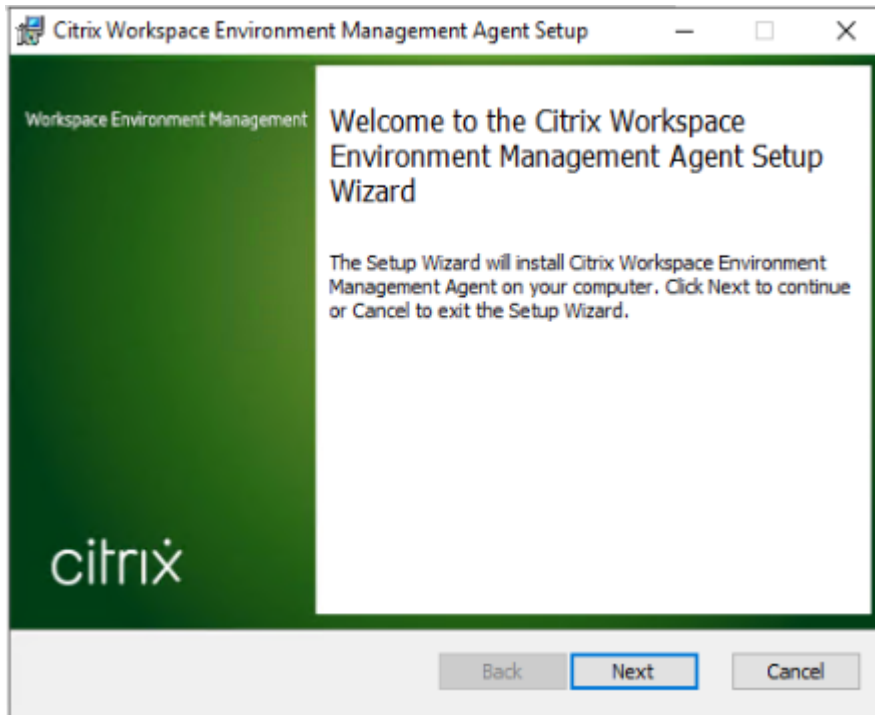 Citrix Workspace Environment Management Agent Setup
Workspace Environment Management
Welcome to the Citrix Workspace
Environment Management Agent Setup
Wizard
The Setup Wizard will install Citrix Workspace Environment
Management Agent on your computer. Click Next to continue
or Cancel to exit the Setup Wizard.
citrix
Back
Next
Cancel